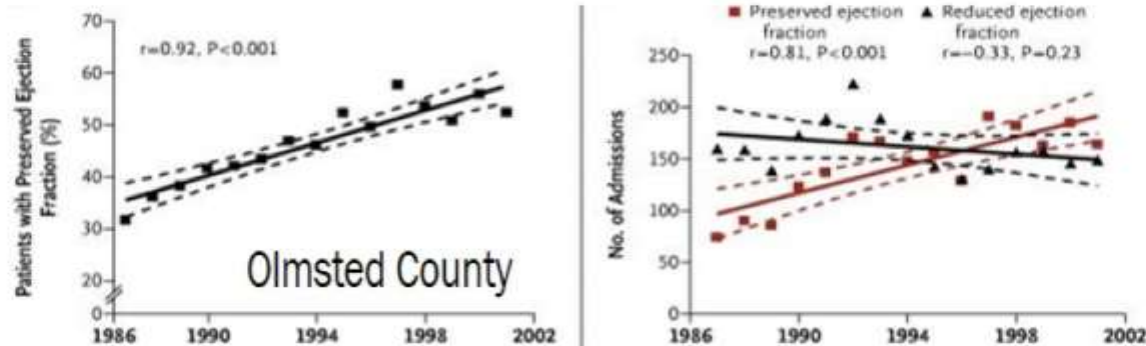 Patients with Preserved Ejection
Fraction (%)
70
60
50
40
30
20
0
r=0.92, P<0.001
Olmsted County
1986
1990
1994
1998
2002
Preserved ejection
fraction
r=0.81, P<0.001
Reduced ejection
fraction
r=−0.33, P=0.23
No. of Admissions
250
200
150
100
50
0
1986
1990
1994
1998
2002